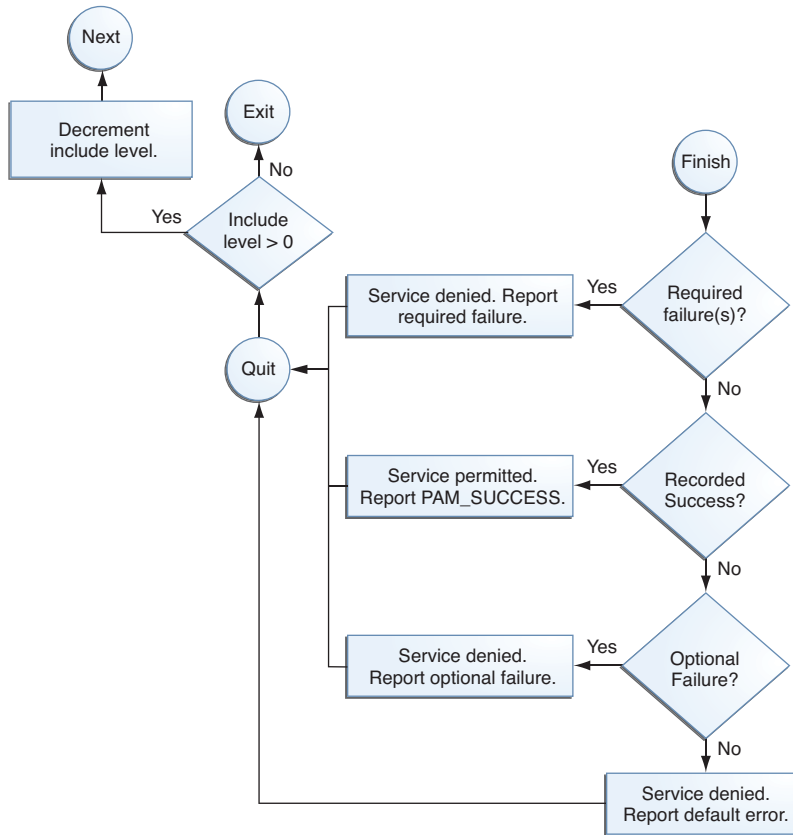 Next
Decrement
include level.
Exit
No
Yes
Include
level > 0
Finish
Required
failure(s)?
Yes
Service denied. Report
required failure.
Quit
No
Recorded
Success?
Yes
Service permitted.
Report PAM_SUCCESS.
No
Optional
Failure?
Yes
Service denied.
Report optional failure.
No
Service denied.
Report default error.